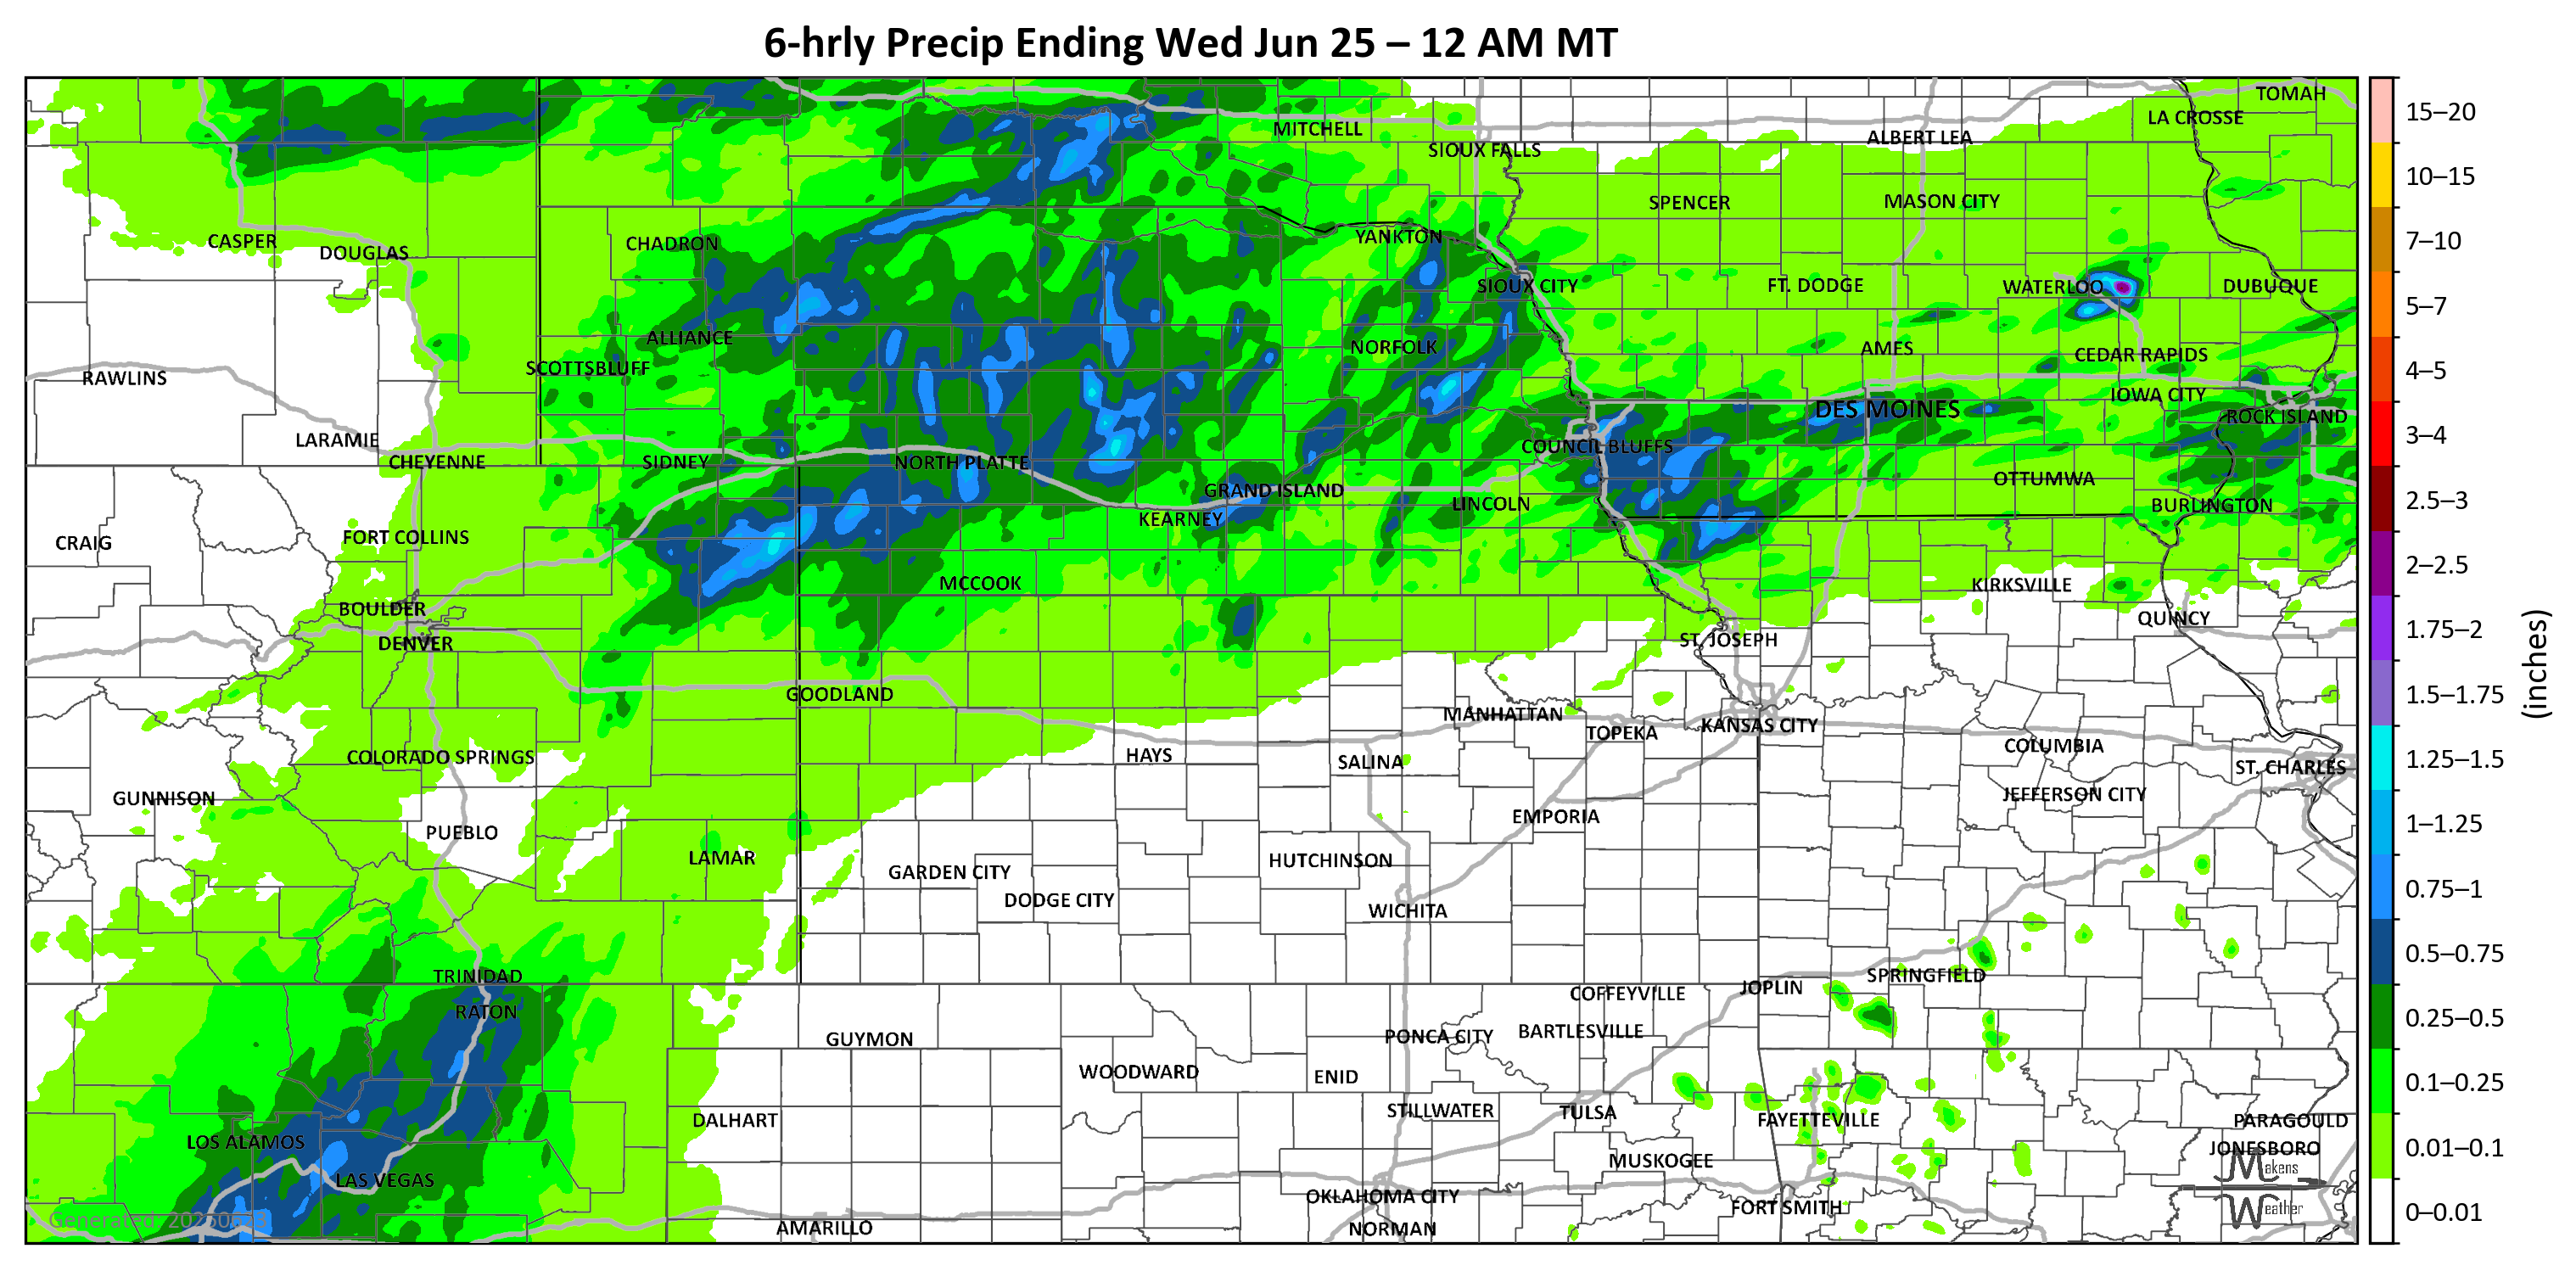 6-hrly Precip Ending Wed Jun 25 – 12 AM MT
TOMAH
LA CROSSE
MITCHELL
ALBERT LEA
SIOUX FALLS
SPENCER
MASON CITY
YANKTON
CASPER
CHADRON
DOUGLAS
SIOUX CITY
FT. DODGE
WATERLOO
DUBUQUE
ALLIANCE
NORFOLK
AMES
CEDAR RAPIDS
SCOTTSBLUFF
RAWLINS
IOWA CITY
DES MOINES
ROCK ISLAND
LARAMIE
COUNCIL BLUFFS
CHEYENNE
SIDNEY
NORTH PLATTE
OTTUMWA
GRAND ISLAND
LINCOLN
BURLINGTON
KEARNEY
FORT COLLINS
CRAIG
MCCOOK
KIRKSVILLE
BOULDER
QUINCY
DENVER
ST. JOSEPH
GOODLAND
MANHATTAN
KANSAS CITY
TOPEKA
COLUMBIA
HAYS
COLORADO SPRINGS
SALINA
ST. CHARLES
GUNNISON
JEFFERSON CITY
EMPORIA
PUEBLO
LAMAR
HUTCHINSON
GARDEN CITY
DODGE CITY
WICHITA
TRINIDAD
SPRINGFIELD
JOPLIN
COFFEYVILLE
RATON
BARTLESVILLE
PONCA CITY
GUYMON
WOODWARD
ENID
STILLWATER
TULSA
DALHART
FAYETTEVILLE
PARAGOULD
LOS ALAMOS
JONESBORO
MUSKOGEE
LAS VEGAS
OKLAHOMA CITY
FORT SMITH
AMARILLO
NORMAN
Makens
Weather
15–20
10–15
7–10
5–7
4–5
3–4
2.5–3
2–2.5
1.75–2
1.5–1.75
1.25–1.5
1–1.25
0.75–1
0.5–0.75
0.25–0.5
0.1–0.25
0.01–0.1
0–0.01
(inches)
Generated: